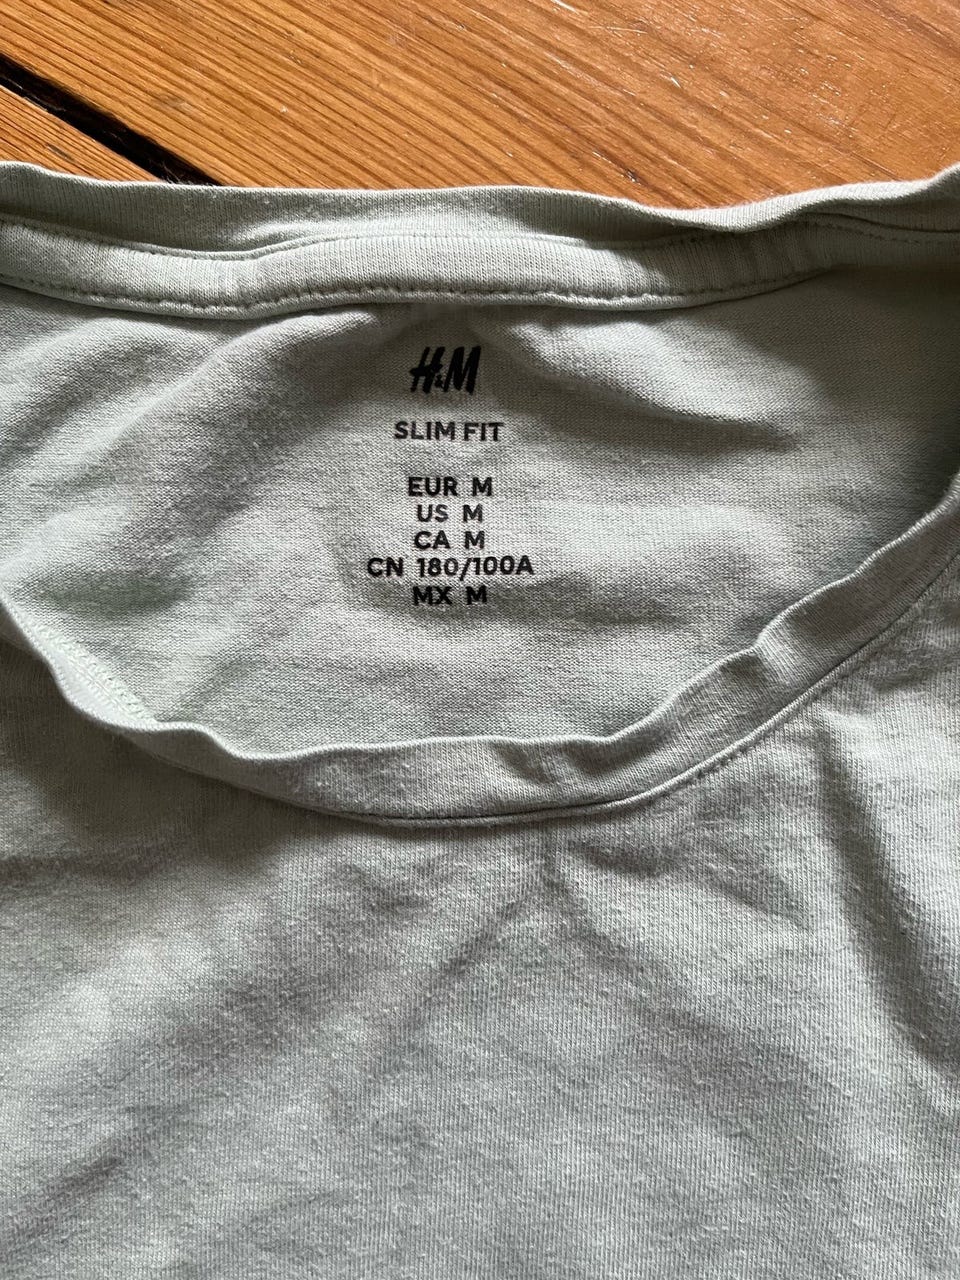 H&M
SLIM FIT
EUR M
US M
CA M
CN 180/100A
MX M